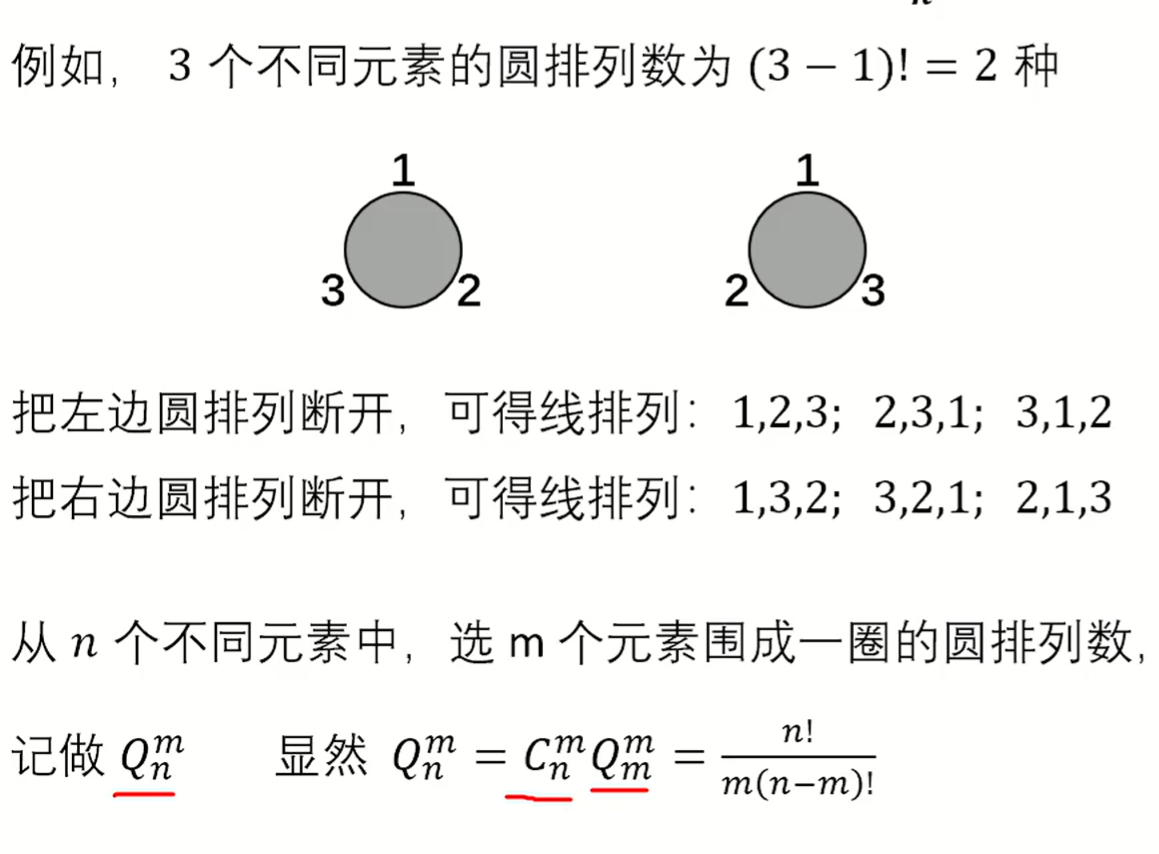 例如， 3 个不同元素的圆排列数为 (3 − 1)! = 2 种
1 1
3 2 2 3
把左边圆排列断开，可得线排列：1,2,3; 2,3,1; 3,1,2
把右边圆排列断开，可得线排列：1,3,2; 3,2,1; 2,1,3
从 n 个不同元素中，选 m 个元素围成一圈的圆排列数，
记做 Q_n^m 显然 Q_n^m = C_n^m Q_m^m = n!/m(n−m)!